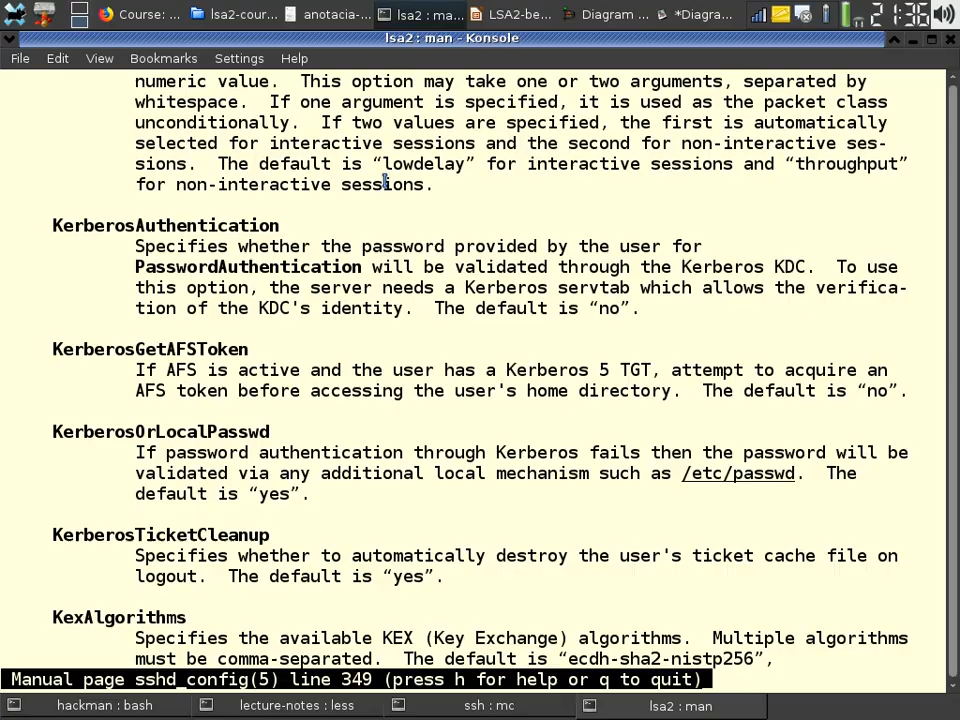 Course: ...
lsa2-cour...
anotacia-...
lsa2 : ma...
LSA2-be...
Diagram ...
*Diagra...
21:36
lsa2 : man - Konsole
File Edit View Bookmarks Settings Help
numeric value.  This option may take one or two arguments, separated by
whitespace.  If one argument is specified, it is used as the packet class
unconditionally.  If two values are specified, the first is automatically
selected for interactive sessions and the second for non-interactive ses-
sions.  The default is “lowdelay” for interactive sessions and “throughput”
for non-interactive sessions.
KerberosAuthentication
Specifies whether the password provided by the user for
PasswordAuthentication will be validated through the Kerberos KDC.  To use
this option, the server needs a Kerberos servtab which allows the verifica-
tion of the KDC's identity.  The default is “no”.
KerberosGetAFSToken
If AFS is active and the user has a Kerberos 5 TGT, attempt to acquire an
AFS token before accessing the user's home directory.  The default is “no”.
KerberosOrLocalPasswd
If password authentication through Kerberos fails then the password will be
validated via any additional local mechanism such as /etc/passwd.  The
default is “yes”.
KerberosTicketCleanup
Specifies whether to automatically destroy the user's ticket cache file on
logout.  The default is “yes”.
KexAlgorithms
Specifies the available KEX (Key Exchange) algorithms.  Multiple algorithms
must be comma-separated.  The default is “ecdh-sha2-nistp256”,
Manual page sshd_config(5) line 349 (press h for help or q to quit)
hackman : bash
lecture-notes : less
ssh : mc
lsa2 : man